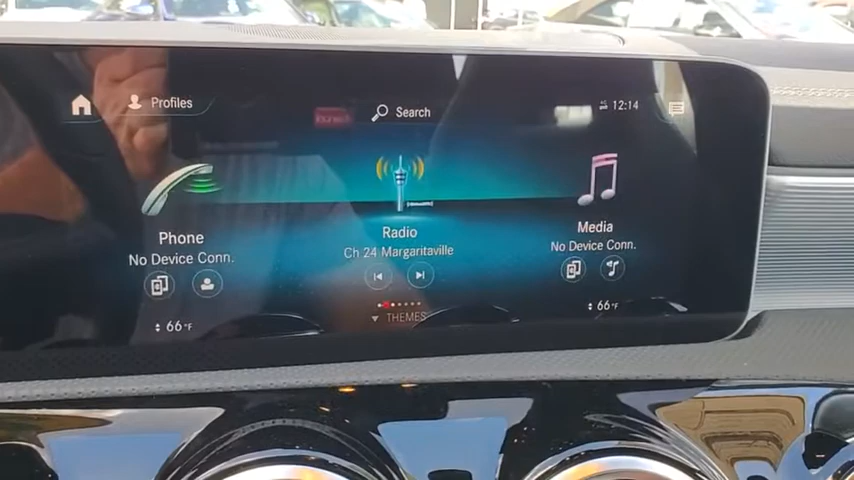 Profiles
Search
12:14
Phone
No Device Conn.
Radio
Ch 24 Margaritaville
Media
No Device Conn.
66°F
THEMES
66°F